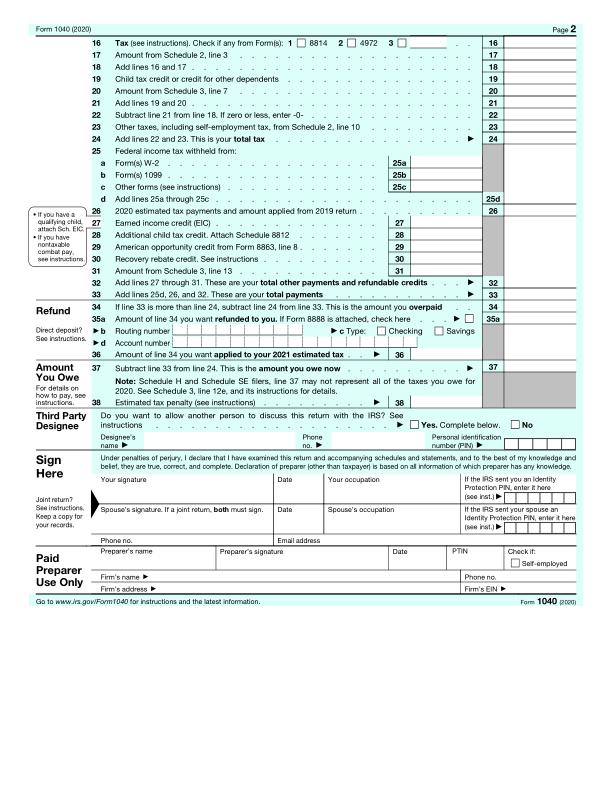 Form 1040 (2020) Page 2
16 Tax (see instructions). Check if any from Form(s): 1 8814 2 4972 3 . . 16
17 Amount from Schedule 2, line 3 17
18 Add lines 16 and 17 18
19 Child tax credit or credit for other dependents 19
20 Amount from Schedule 3, line 7 20
21 Add lines 19 and 20 21
22 Subtract line 21 from line 18. If zero or less, enter -0- 22
23 Other taxes, including self-employment tax, from Schedule 2, line 10 23
24 Add lines 22 and 23. This is your total tax ▶ 24
25 Federal income tax withheld from:
a Form(s) W-2 25a
b Form(s) 1099 25b
c Other forms (see instructions) 25c
d Add lines 25a through 25c 25d
• If you have a qualifying child, attach Sch. EIC.
• If you have nontaxable combat pay, see instructions.
26 2020 estimated tax payments and amount applied from 2019 return 26
27 Earned income credit (EIC) 27
28 Additional child tax credit. Attach Schedule 8812 28
29 American opportunity credit from Form 8863, line 8 29
30 Recovery rebate credit. See instructions 30
31 Amount from Schedule 3, line 13 31
32 Add lines 27 through 31. These are your total other payments and refundable credits ▶ 32
33 Add lines 25d, 26, and 32. These are your total payments ▶ 33
Refund
34 If line 33 is more than line 24, subtract line 24 from line 33. This is the amount you overpaid 34
35a Amount of line 34 you want refunded to you. If Form 8888 is attached, check here ▶ 35a
Direct deposit?
See instructions.
▶ b Routing number ▶ c Type: Checking Savings
▶ d Account number
36 Amount of line 34 you want applied to your 2021 estimated tax ▶ 36
Amount
You Owe
For details on
how to pay, see
instructions.
37 Subtract line 33 from line 24. This is the amount you owe now ▶ 37
Note: Schedule H and Schedule SE filers, line 37 may not represent all of the taxes you owe for
2020. See Schedule 3, line 12e, and its instructions for details.
38 Estimated tax penalty (see instructions) ▶ 38
Third Party
Designee
Do you want to allow another person to discuss this return with the IRS? See
instructions ▶ Yes. Complete below. No
Designee's
name ▶
Phone
no. ▶
Personal identification
number (PIN) ▶
Sign
Here
Under penalties of perjury, I declare that I have examined this return and accompanying schedules and statements, and to the best of my knowledge and
belief, they are true, correct, and complete. Declaration of preparer (other than taxpayer) is based on all information of which preparer has any knowledge.
Joint return?
See instructions.
Keep a copy for
your records.
Your signature Date Your occupation
If the IRS sent you an Identity
Protection PIN, enter it here
(see inst.) ▶
Spouse's signature. If a joint return, both must sign. Date Spouse's occupation
If the IRS sent your spouse an
Identity Protection PIN, enter it here
(see inst.) ▶
Phone no. Email address
Paid
Preparer
Use Only
Preparer's name Preparer's signature Date PTIN Check if:
Self-employed
Firm's name ▶ Phone no.
Firm's address ▶ Firm's EIN ▶
Go to www.irs.gov/Form1040 for instructions and the latest information. Form 1040 (2020)